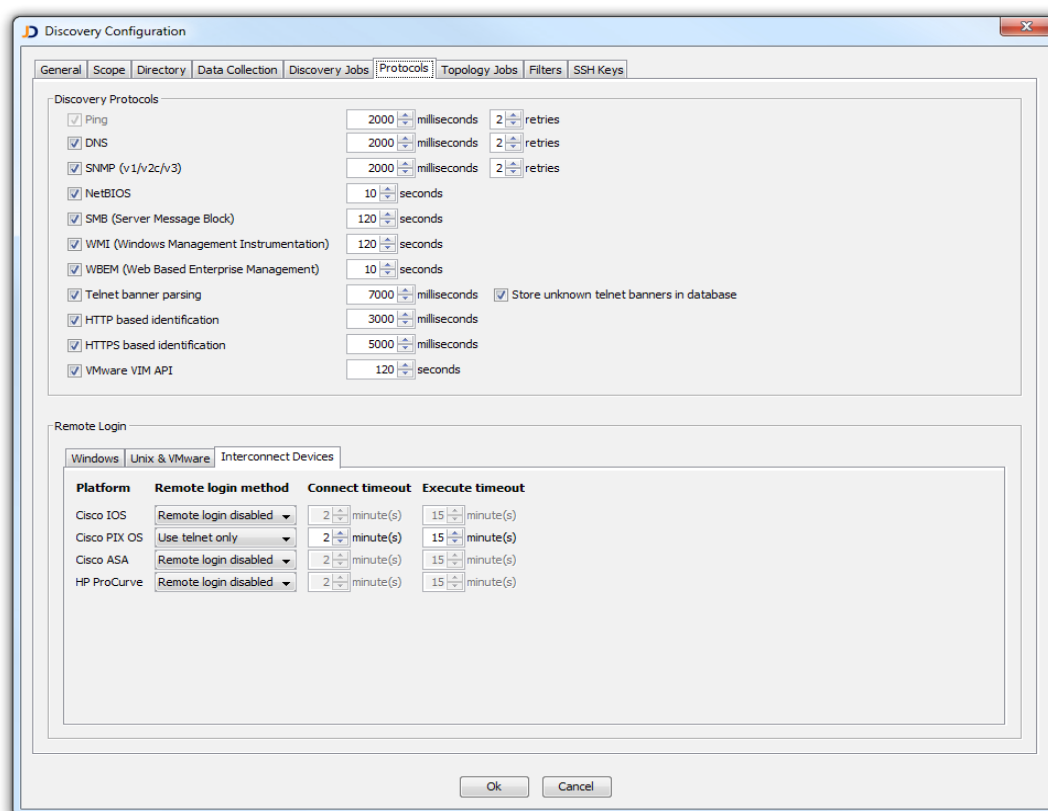 JD Discovery Configuration
General Scope Directory Data Collection Discovery Jobs Protocols Topology Jobs Filters SSH Keys
Discovery Protocols
Ping 2000 milliseconds 2 retries
DNS 2000 milliseconds 2 retries
SNMP (v1/v2c/v3) 2000 milliseconds 2 retries
NetBIOS 10 seconds
SMB (Server Message Block) 120 seconds
WMI (Windows Management Instrumentation) 120 seconds
WBEM (Web Based Enterprise Management) 10 seconds
Telnet banner parsing 7000 milliseconds Store unknown telnet banners in database
HTTP based identification 3000 milliseconds
HTTPS based identification 5000 milliseconds
VMware VIM API 120 seconds
Remote Login
Windows Unix & VMware Interconnect Devices
Platform Remote login method Connect timeout Execute timeout
Cisco IOS Remote login disabled 2 minute(s) 15 minute(s)
Cisco PIX OS Use telnet only 2 minute(s) 15 minute(s)
Cisco ASA Remote login disabled 2 minute(s) 15 minute(s)
HP ProCurve Remote login disabled 2 minute(s) 15 minute(s)
Ok Cancel